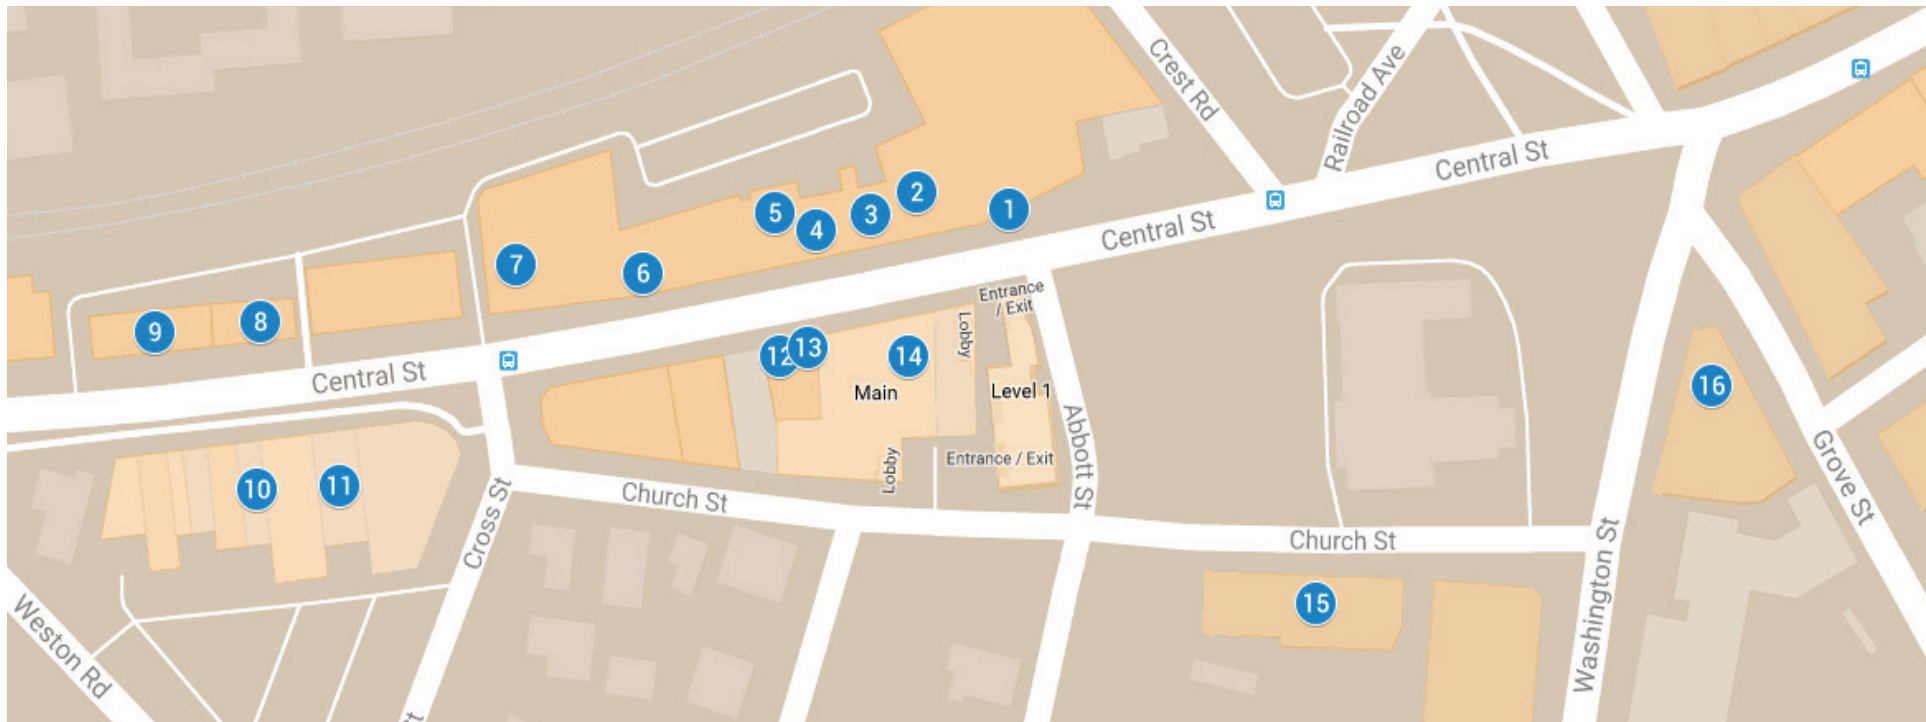 Crest Rd
Railroad Ave
Central St
1
2
3
4
5
Central St
6
7
8
9
Entrance
/ Exit
Lobby
12
13
14
Central St
Main
Level 1
16
Abbott St
Grove St
Lobby
Entrance / Exit
10
11
Church St
Cross St
Church St
Washington St
15
Weston Rd
st